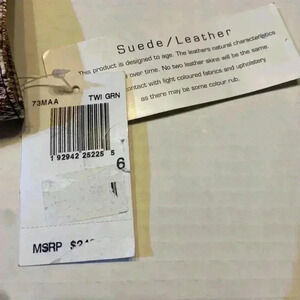 Suede/Leather
This product is designed to age. The leathers natural characteristics
over time. No two leather skins will be the same.
contact with light coloured fabrics and upholstery
as there may be some colour rub.
73MAA TWI GRN
1 92942 25225 5
6
MSRP